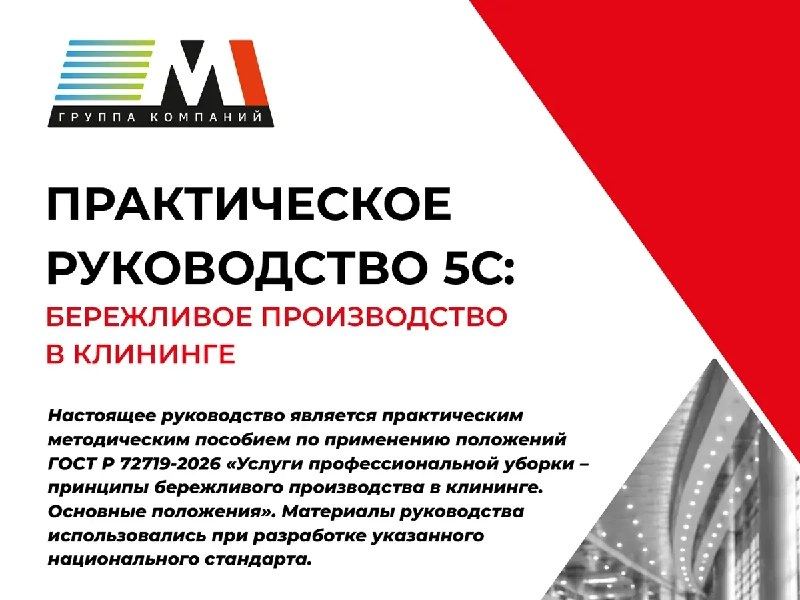 ГРУППА КОМПАНИЙ
ПРАКТИЧЕСКОЕ
РУКОВОДСТВО 5С:
БЕРЕЖЛИВОЕ ПРОИЗВОДСТВО
В КЛИНИНГЕ
Настоящее руководство является практическим
методическим пособием по применению положений
ГОСТ Р 72719-2026 «Услуги профессиональной уборки –
принципы бережливого производства в клининге.
Основные положения». Материалы руководства
использовались при разработке указанного
национального стандарта.